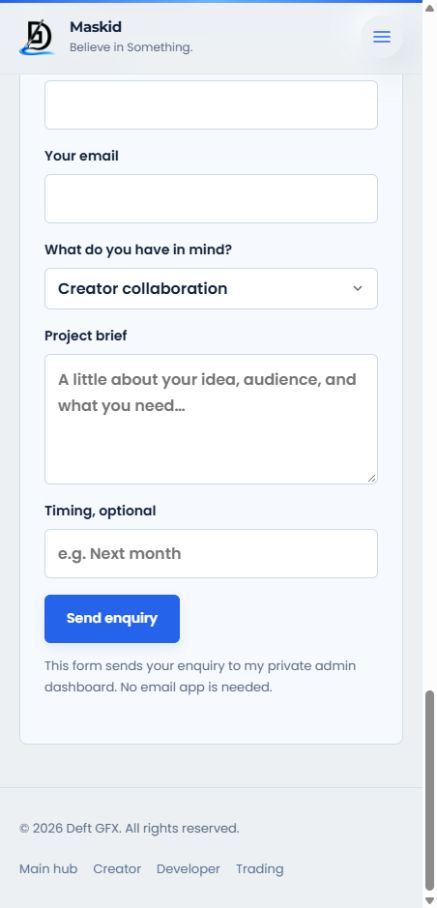 Maskid
Believe in Something.
Your email
What do you have in mind?
Creator collaboration
Project brief
A little about your idea, audience, and
what you need...
Timing, optional
e.g. Next month
Send enquiry
This form sends your enquiry to my private admin
dashboard. No email app is needed.
© 2026 Deft GFX. All rights reserved.
Main hub Creator Developer Trading